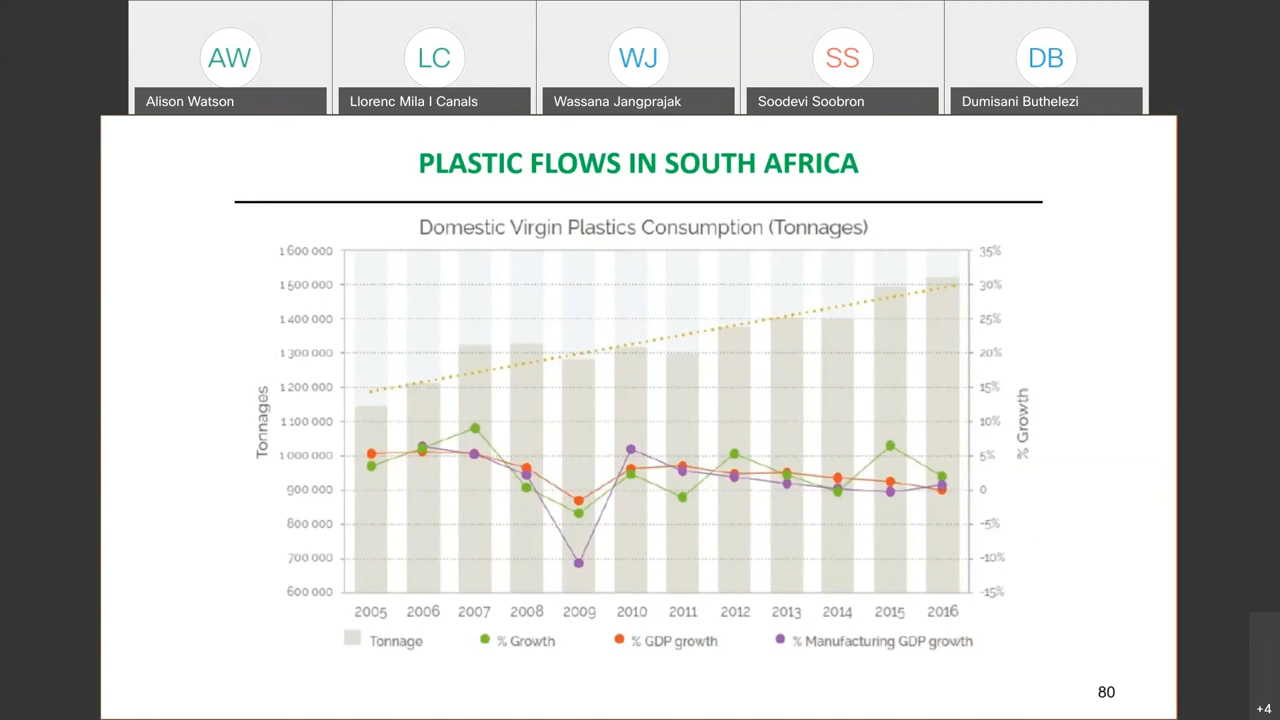 AW LC WJ SS DB
Alison Watson Llorenc Mila I Canals Wassana Jangprajak Soodevi Soobron Dumisani Buthelezi
PLASTIC FLOWS IN SOUTH AFRICA
Domestic Virgin Plastics Consumption (Tonnages)
1 600 000 35%
1 500 000 30%
1 400 000 25%
1 300 000 20%
1 200 000 15%
1 100 000 10%
1 000 000 5%
900 000 0
800 000 -5%
700 000 -10%
600 000 -15%
Tonnages
% Growth
2005 2006 2007 2008 2009 2010 2011 2012 2013 2014 2015 2016
Tonnage % Growth % GDP growth % Manufacturing GDP growth
80
+4